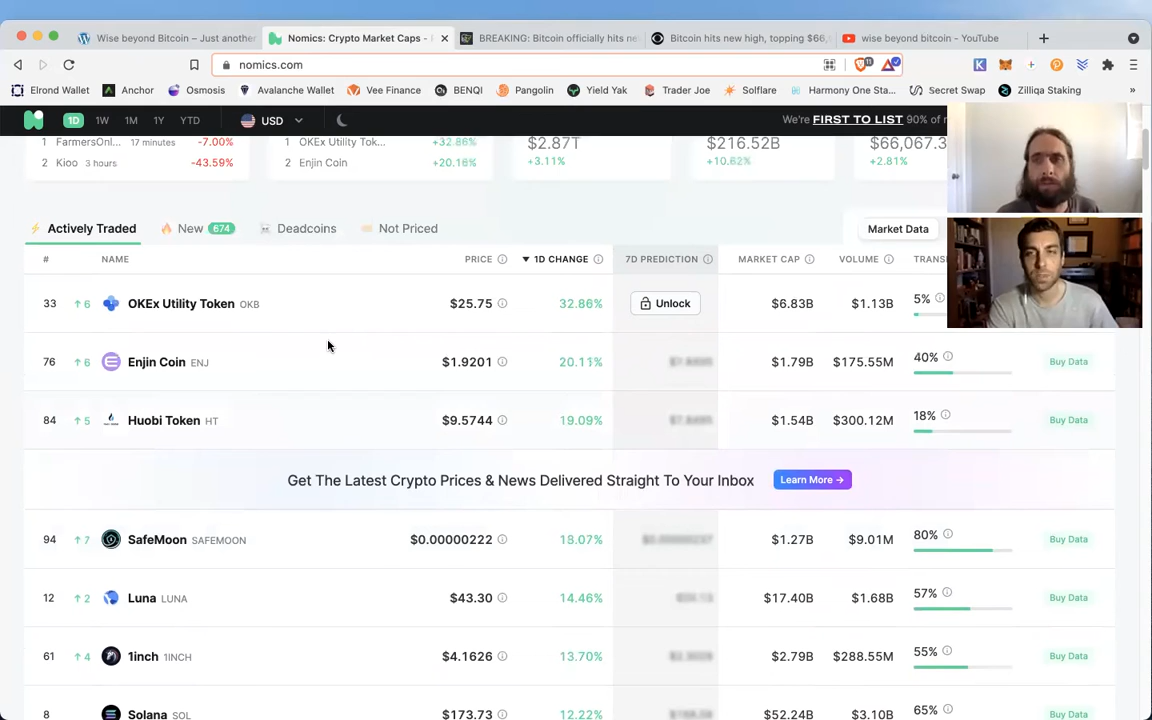 Wise beyond Bitcoin – Just another
Nomics: Crypto Market Caps -
BREAKING: Bitcoin officially hits ne
Bitcoin hits new high, topping $66,
wise beyond bitcoin - YouTube
nomics.com
11
Elrond Wallet
Anchor
Osmosis
Avalanche Wallet
Vee Finance
BENQI
Pangolin
Yield Yak
Trader Joe
Solflare
Harmony One Sta...
Secret Swap
Zilliqa Staking
1D 1W 1M 1Y YTD
USD
We're FIRST TO LIST 90% of
1 FarmersOnl... 17 minutes -7.00%
1 OKEx Utility Tok... +32.86%
$2.87T
$216.52B
$66,067.3
2 Kioo 3 hours -43.59%
2 Enjin Coin +20.16%
+3.11%
+10.62%
+2.81%
Actively Traded
New 674
Deadcoins
Not Priced
Market Data
# NAME PRICE 1D CHANGE 7D PREDICTION MARKET CAP VOLUME TRANS
33 ↑ 6 OKEx Utility Token OKB $25.75 32.86% Unlock $6.83B $1.13B 5%
76 ↑ 6 Enjin Coin ENJ $1.9201 20.11% $1.79B $175.55M 40% Buy Data
84 ↑ 5 Huobi Token HT $9.5744 19.09% $1.54B $300.12M 18% Buy Data
Get The Latest Crypto Prices & News Delivered Straight To Your Inbox Learn More →
94 ↑ 7 SafeMoon SAFEMOON $0.00000222 18.07% $1.27B $9.01M 80% Buy Data
12 ↑ 2 Luna LUNA $43.30 14.46% $17.40B $1.68B 57% Buy Data
61 ↑ 4 1inch 1INCH $4.1626 13.70% $2.79B $288.55M 55% Buy Data
8 Solana SOL $173.73 12.22% $52.24B $3.10B 65% Buy Data